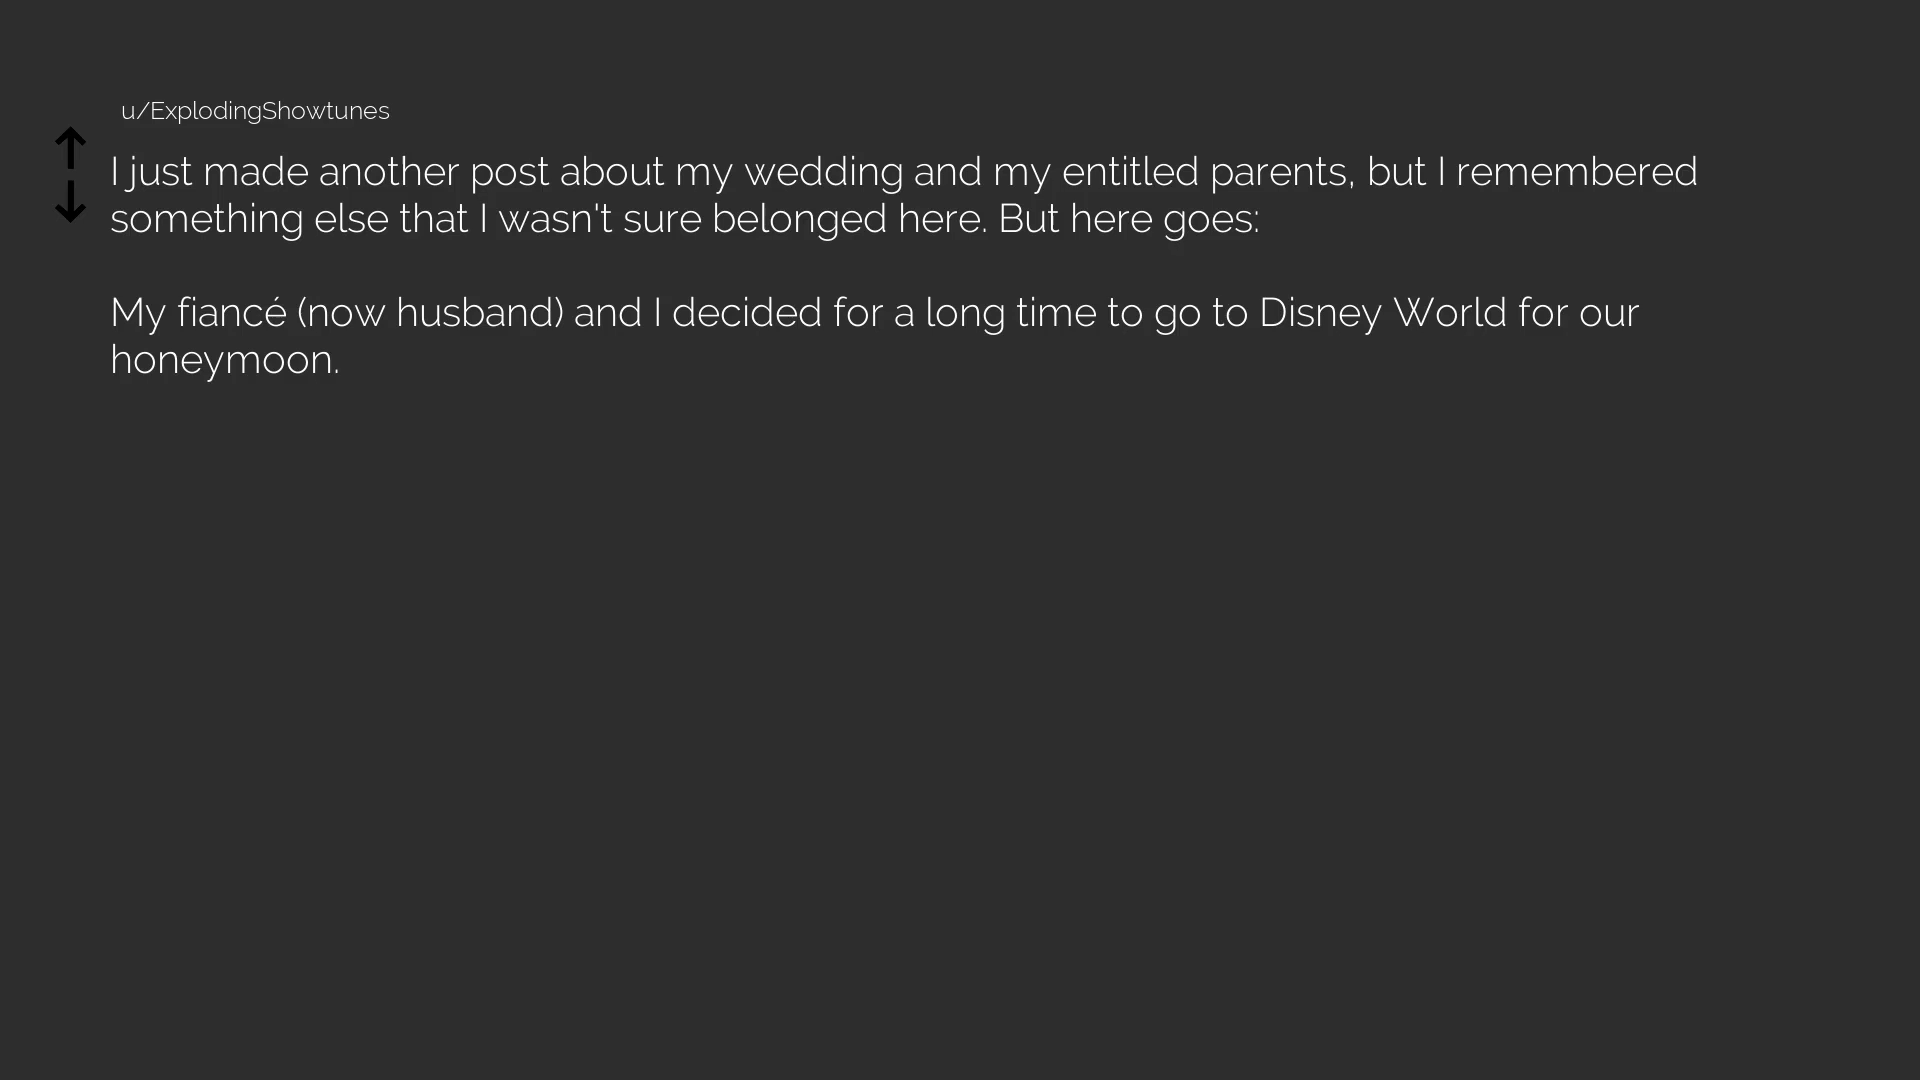 u/ExplodingShowtunes
I just made another post about my wedding and my entitled parents, but I remembered
something else that I wasn't sure belonged here. But here goes:
My fiancé (now husband) and I decided for a long time to go to Disney World for our
honeymoon.